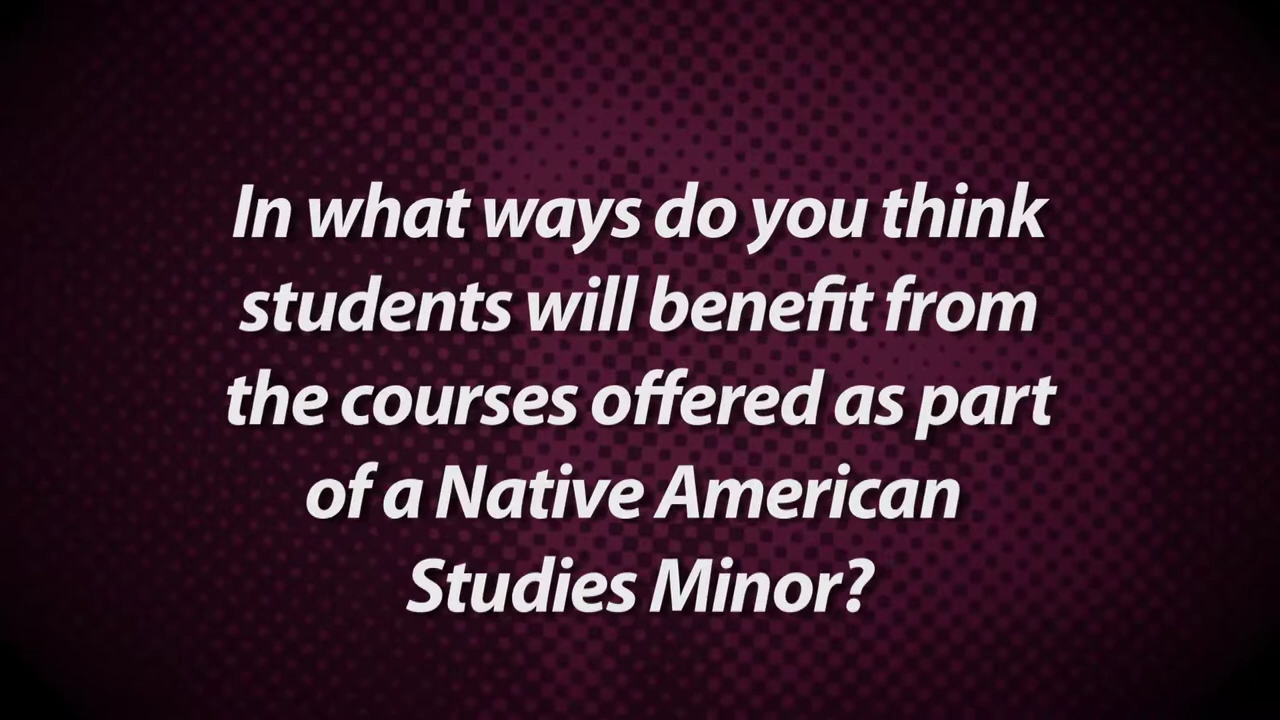 In what ways do you think
students will benefit from
the courses offered as part
of a Native American
Studies Minor?